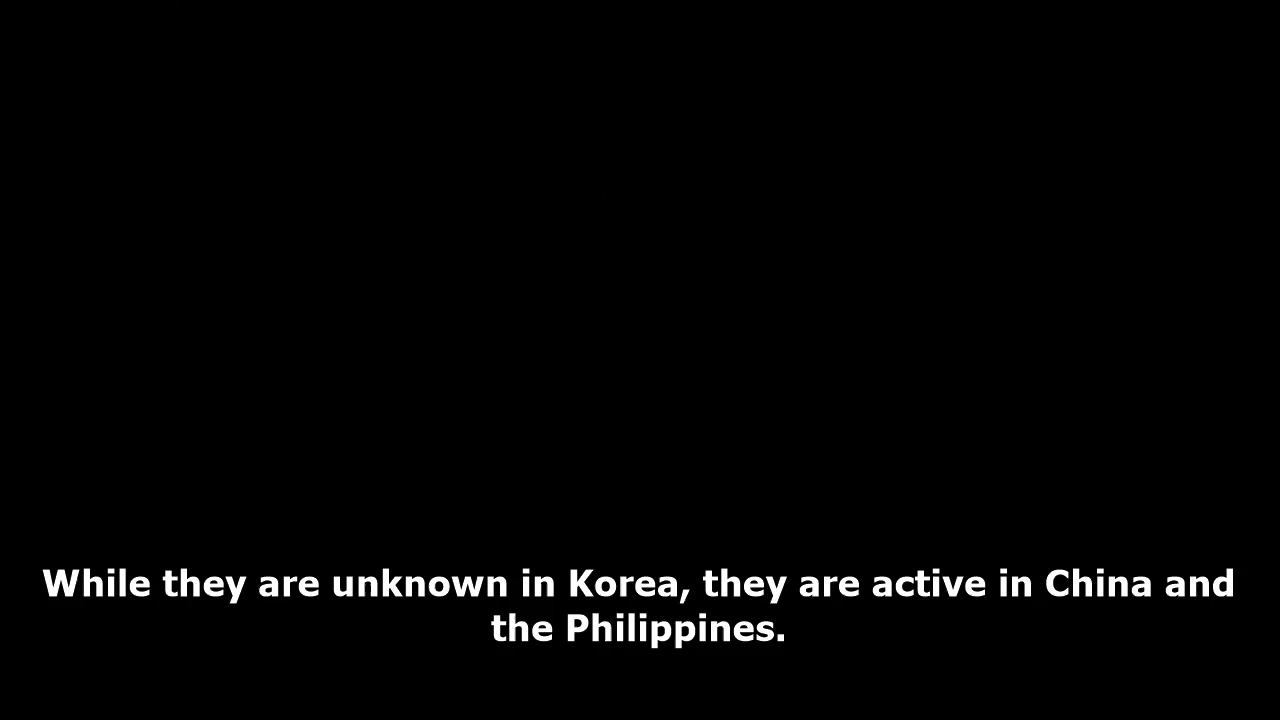 While they are unknown in Korea, they are active in China and
the Philippines.